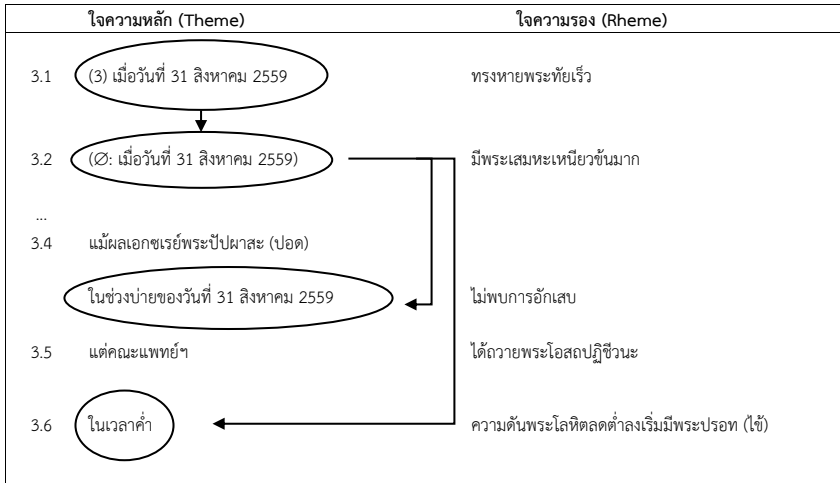 ใจความหลัก (Theme) ใจความรอง (Rheme)
3.1 (3) เมื่อวันที่ 31 สิงหาคม 2559 ทรงหายพระทัยเร็ว
3.2 (∅: เมื่อวันที่ 31 สิงหาคม 2559) มีพระเสมหะเหนียวข้นมาก
...
3.4 แม้ผลเอกซเรย์พระปัปผาสะ (ปอด)
ในช่วงบ่ายของวันที่ 31 สิงหาคม 2559 ไม่พบการอักเสบ
3.5 แต่คณะแพทย์ฯ ได้ถวายพระโอสถปฏิชีวนะ
3.6 ในเวลาค่ำ ความดันพระโลหิตลดต่ำลงเริ่มมีพระปรอท (ไข้)